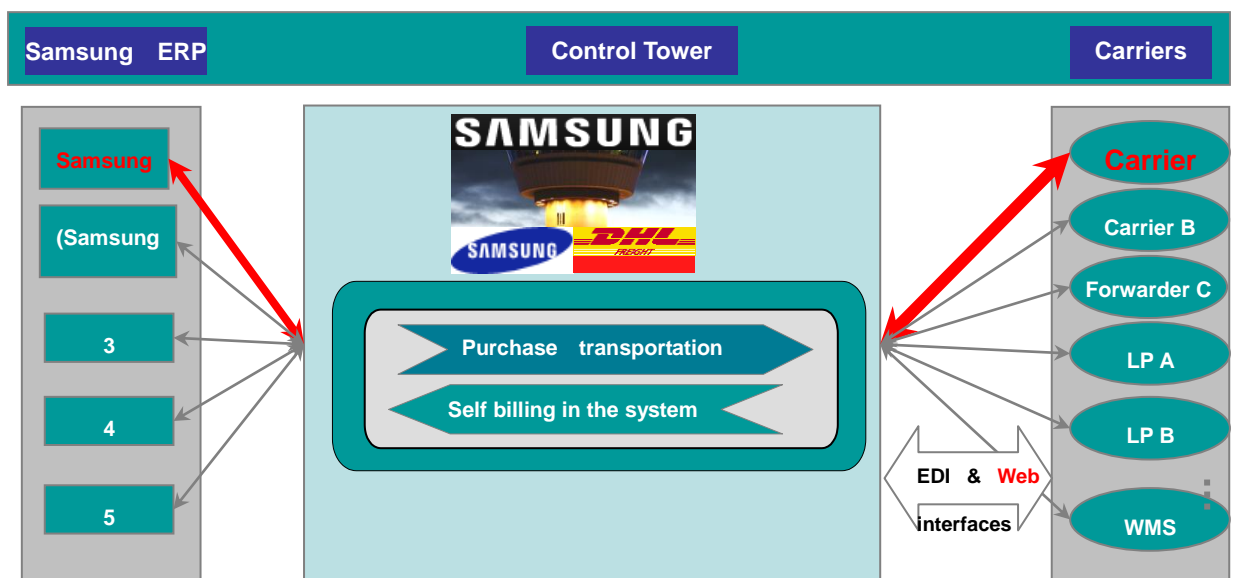 Samsung ERP
Control Tower
Carriers
Samsung
(Samsung
3
4
5
SAMSUNG
SAMSUNG
DHL
FREIGHT
Purchase transportation
Self billing in the system
EDI & Web
interfaces
Carrier
Carrier B
Forwarder C
LP A
LP B
...
WMS